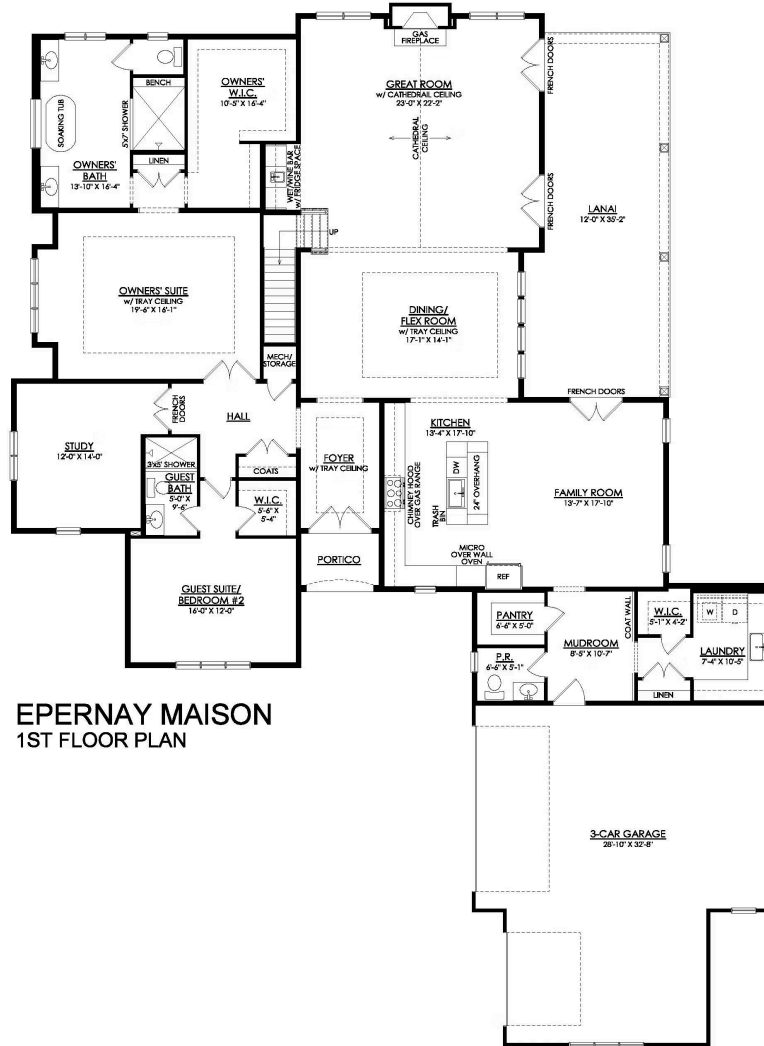 GAS
FIREPLACE
BENCH
OWNERS'
W.I.C.
10'-5" X 16'-4"
GREAT ROOM
w/ CATHEDRAL CEILING
23'-0" X 22'-2"
FRENCH DOORS
SOAKING TUB
5'x7' SHOWER
CATHEDRAL
CEILING
LINEN
OWNERS'
BATH
13'-10" X 16'-4"
WET/WINE BAR
w/ FRIDGE SPACE
FRENCH DOORS
LANAI
12'-0" X 35'-2"
UP
OWNERS' SUITE
w/ TRAY CEILING
19'-6" X 16'-1"
DINING/
FLEX ROOM
w/ TRAY CEILING
17'-1" X 14'-1"
MECH/
STORAGE
FRENCH DOORS
FRENCH
DOORS
HALL
KITCHEN
13'-4" X 17'-10"
STUDY
12'-0" X 14'-0"
FOYER
w/ TRAY CEILING
3'x5' SHOWER
COATS
GUEST
BATH
5'-0" X
9'-6"
W.I.C.
5'-6" X
5'-4"
CHIMNEY HOOD
OVER GAS RANGE
DW
24" OVERHANG
TRASH
BIN
FAMILY ROOM
13'-7" X 17'-10"
PORTICO
MICRO
OVER WALL
OVEN
REF
GUEST SUITE/
BEDROOM #2
16'-0" X 12'-0"
PANTRY
6'-6" X 5'-0"
COAT WALL
W.I.C.
5'-1" X 4'-2"
W
D
MUDROOM
8'-5" X 10'-7"
LAUNDRY
7'-4" X 10'-5"
P.R.
6'-6" X 5'-1"
LINEN
EPERNAY MAISON
1ST FLOOR PLAN
3-CAR GARAGE
28'-10" X 32'-8"